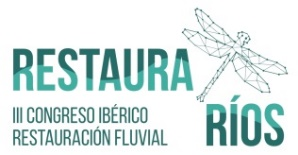 RESTAURA
III CONGRESO IBÉRICO
RESTAURACIÓN FLUVIAL
RÍOS